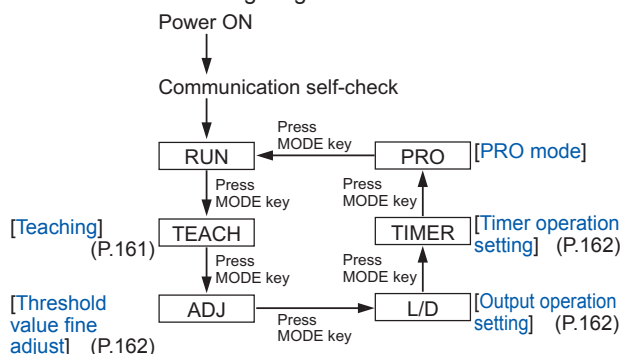 Power ON
Communication self-check
RUN
Press
MODE key
PRO
[PRO mode]
Press
MODE key
Press
MODE key
[Teaching]
(P.161)
TEACH
TIMER
[Timer operation
setting] (P.162)
Press
MODE key
Press
MODE key
[Threshold
value fine
adjust] (P.162)
ADJ
Press
MODE key
L/D
[Output operation
setting] (P.162)